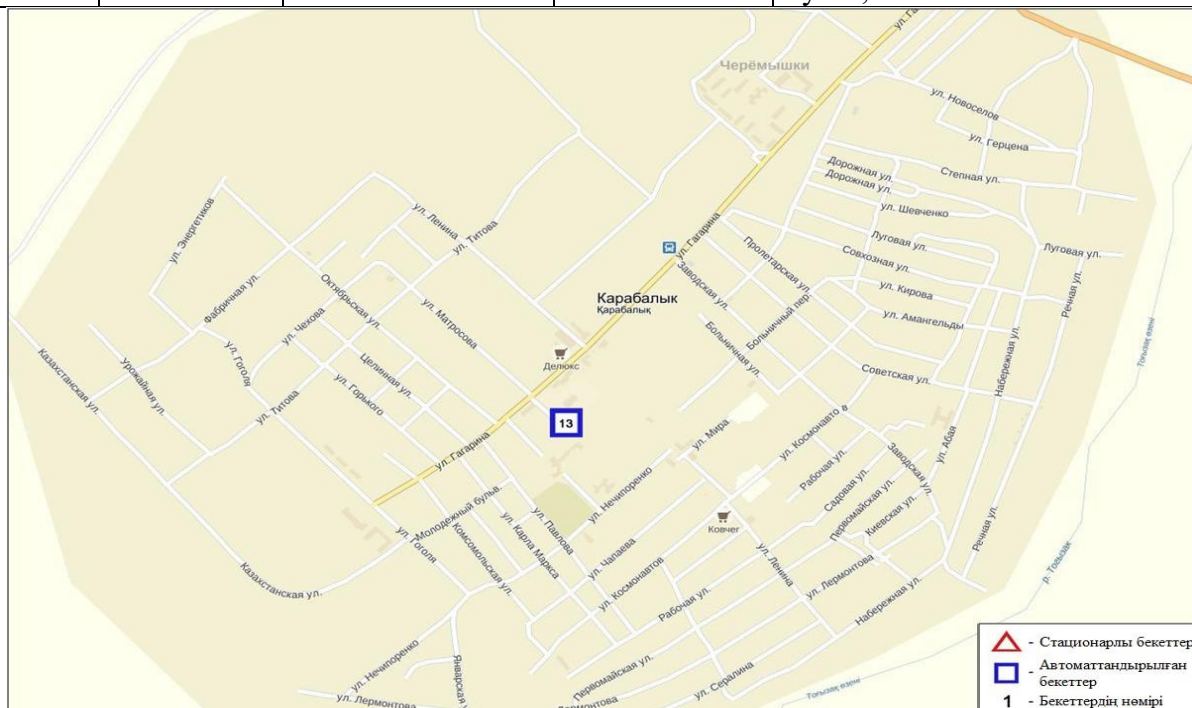 Черёмышки
ул. Новоселов
ул. Герцена
Степная ул.
Дорожная ул.
Дорожная ул.
ул. Шевченко
ул. Энергетиков
ул. Ленина
ул. Титова
ул. Гагарина
Луговая ул.
Луговая ул.
Пролетарская ул.
Совхозная ул.
Заводская ул.
ул. Кирова
Речная ул.
Октябрьская ул.
Фабричная ул.
Карабалык
Қарабалық
Больничный пер.
ул. Матросова
ул. Чехова
ул. Амангельды
Больничная ул.
Набережная ул.
Тоғызақ өзені
ул. Гоголя
Казахстанская ул.
Урожайная ул.
Целинная ул.
Делюкс
Советская ул.
ул. Горького
ул. Титова
13
ул. Мира
ул. Космонавто в
ул. Абая
ул. Гагарина
Рабочая ул.
Заводская ул.
Садовая ул.
Молодежный бульв.
ул. Нечипоренко
Первомайская ул.
Киевская ул.
Ковчег
ул. Павлова
ул. Карла Маркса
Комсомольская ул.
ул. Гоголя
Речная ул.
ул. Чапаева
ул. Ленина
р. Тогызак
Казахстанская ул.
ул. Космонавтов
ул. Лермонтова
Рабочая ул.
Набережная ул.
ул. Нечипоренко
Январская ул.
Первомайская ул.
ул. Сералина
Тоғызақ өзені
ул. Лермонтова
ул. Лермонтова
- Стационарлы бекеттер
- Автоматтандырылған
бекеттер
1 - Бекеттердің нөмірі